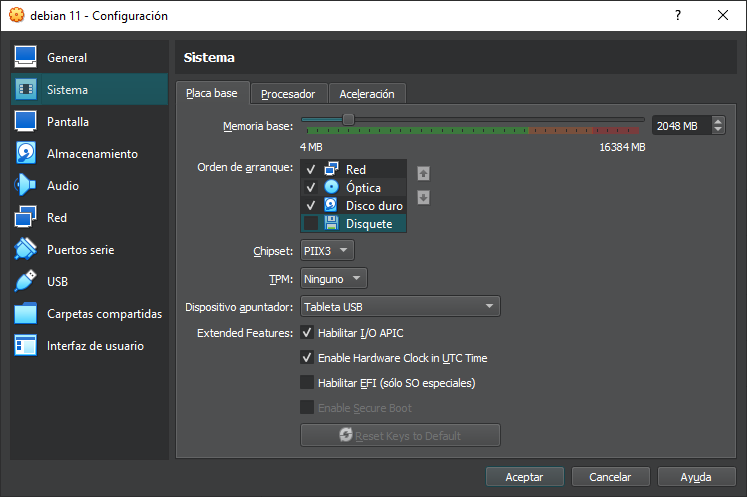 debian 11 - Configuración
General
Sistema
Pantalla
Almacenamiento
Audio
Red
Puertos serie
USB
Carpetas compartidas
Interfaz de usuario
Sistema
Placa base Procesador Aceleración
Memoria base: 2048 MB
4 MB 16384 MB
Orden de arranque: Red
Óptica
Disco duro
Disquete
Chipset: PIIX3
TPM: Ninguno
Dispositivo apuntador: Tableta USB
Extended Features: Habilitar I/O APIC
Enable Hardware Clock in UTC Time
Habilitar EFI (sólo SO especiales)
Enable Secure Boot
Reset Keys to Default
Aceptar Cancelar Ayuda